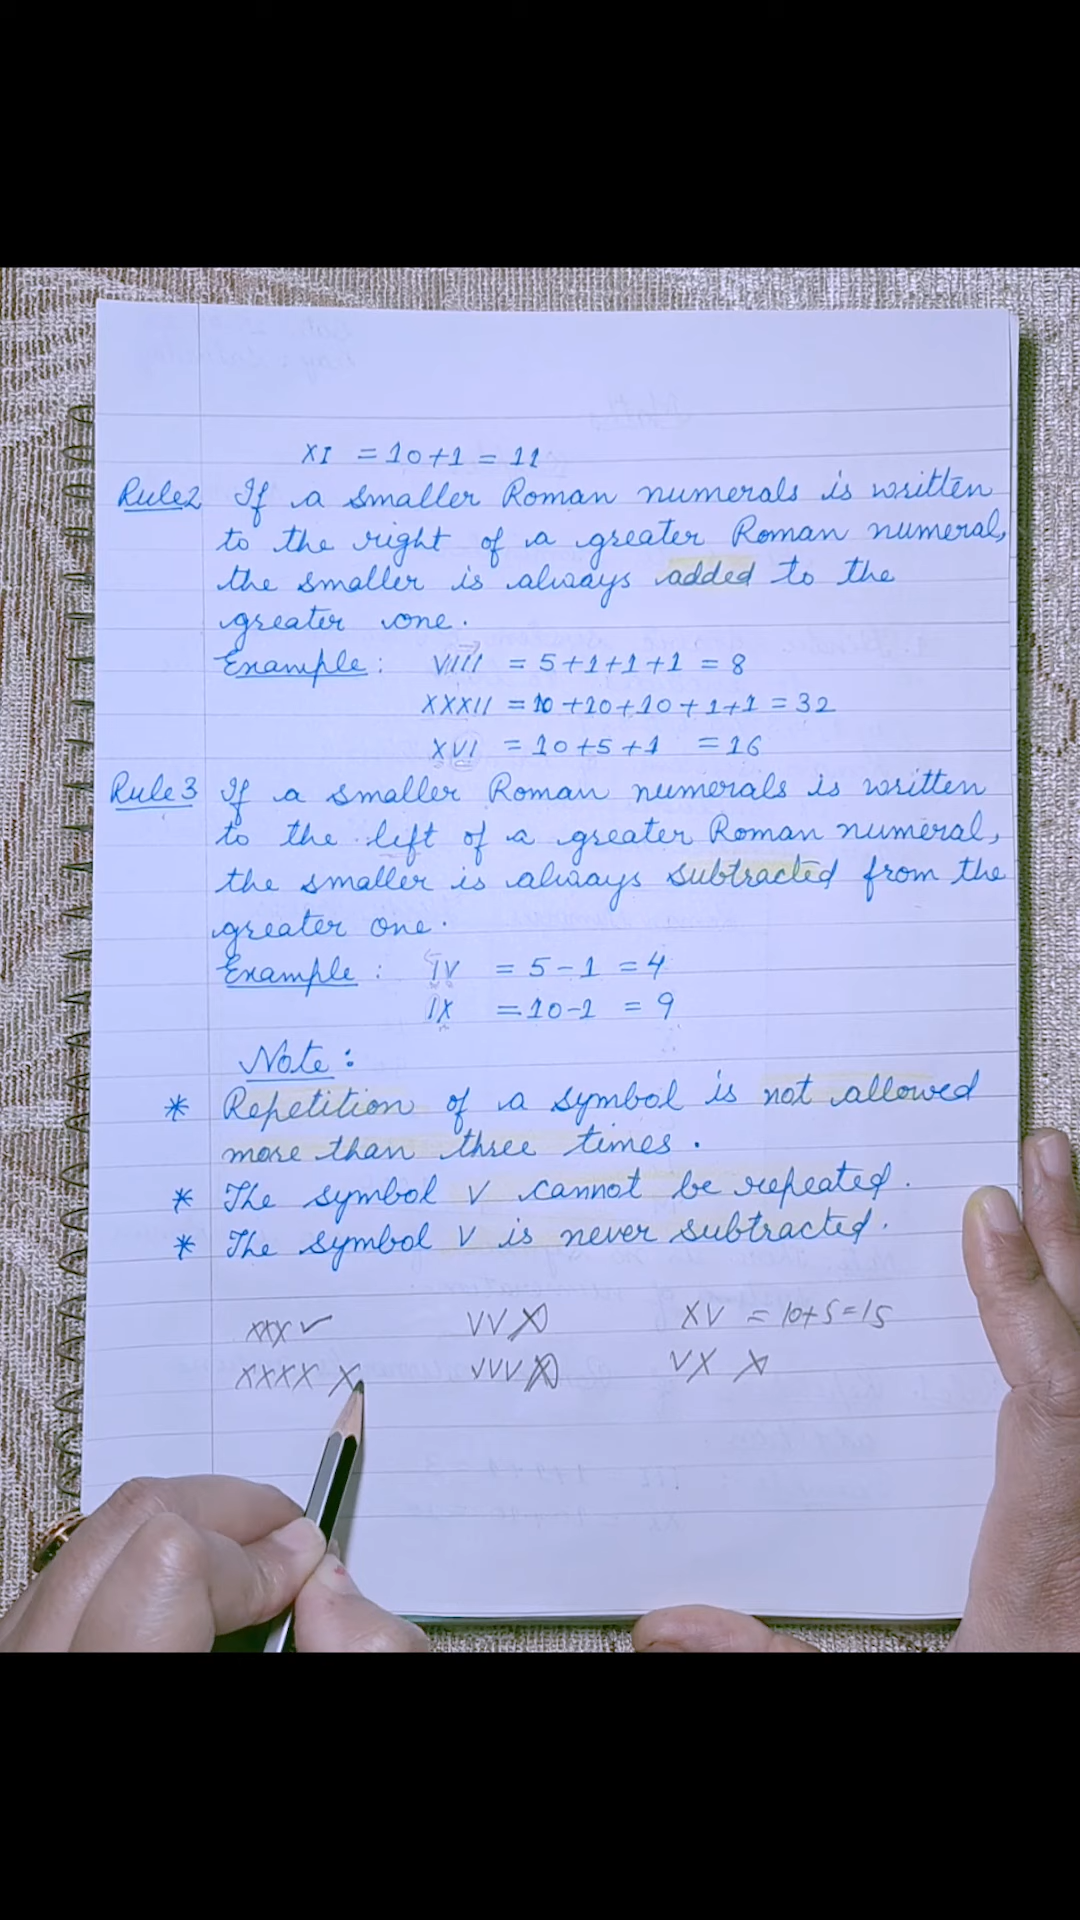 XI = 10+1 = 11
Rule2 If a smaller Roman numerals is written
to the right of a greater Roman numeral,
the smaller is always added to the
greater one.
Example: VIII = 5+1+1+1 = 8
XXXII = 10+10+10+1+1 = 32
XVI = 10+5+1 = 16
Rule 3 If a smaller Roman numerals is written
to the left of a greater Roman numeral,
the smaller is always subtracted from the
greater one.
Example: IV = 5-1 = 4
IX = 10-1 = 9
Note:
* Repetition of a symbol is not allowed
more than three times.
* The symbol V cannot be repeated.
* The symbol V is never subtracted.
XXX ✓ VV X XV = 10+5=15
XXXX X VVV X VX X